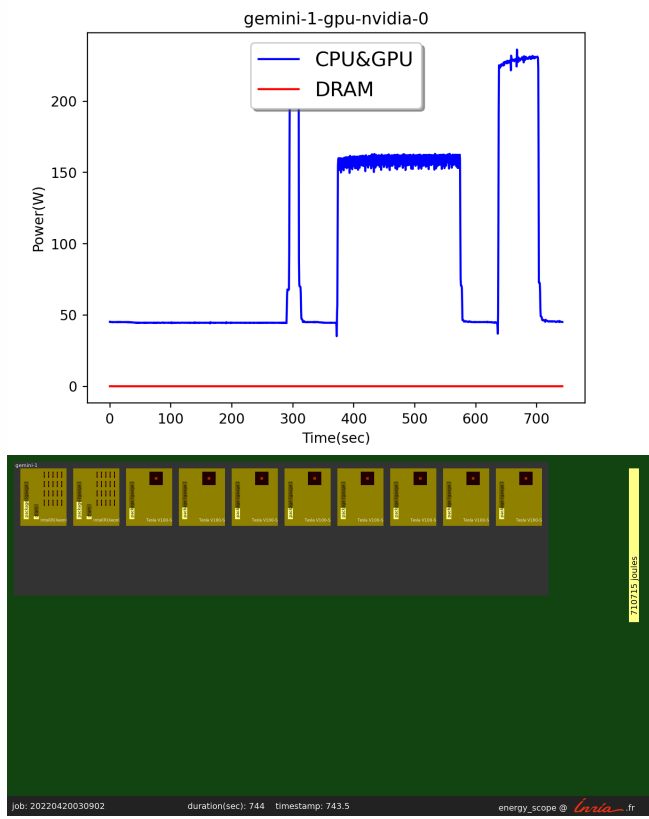 gemini-1-gpu-nvidia-0
CPU&GPU
DRAM
200
150
100
50
0
Power(W)
0 100 200 300 400 500 600 700
Time(sec)
gemini-1
Tesla V100-S Tesla V100-S Tesla V100-S Tesla V100-S Tesla V100-S Tesla V100-S Tesla V100-S Tesla V100-S
710715 joules
job: 20220420030902 duration(sec): 744 timestamp: 743.5 energy_scope @ Inria .fr